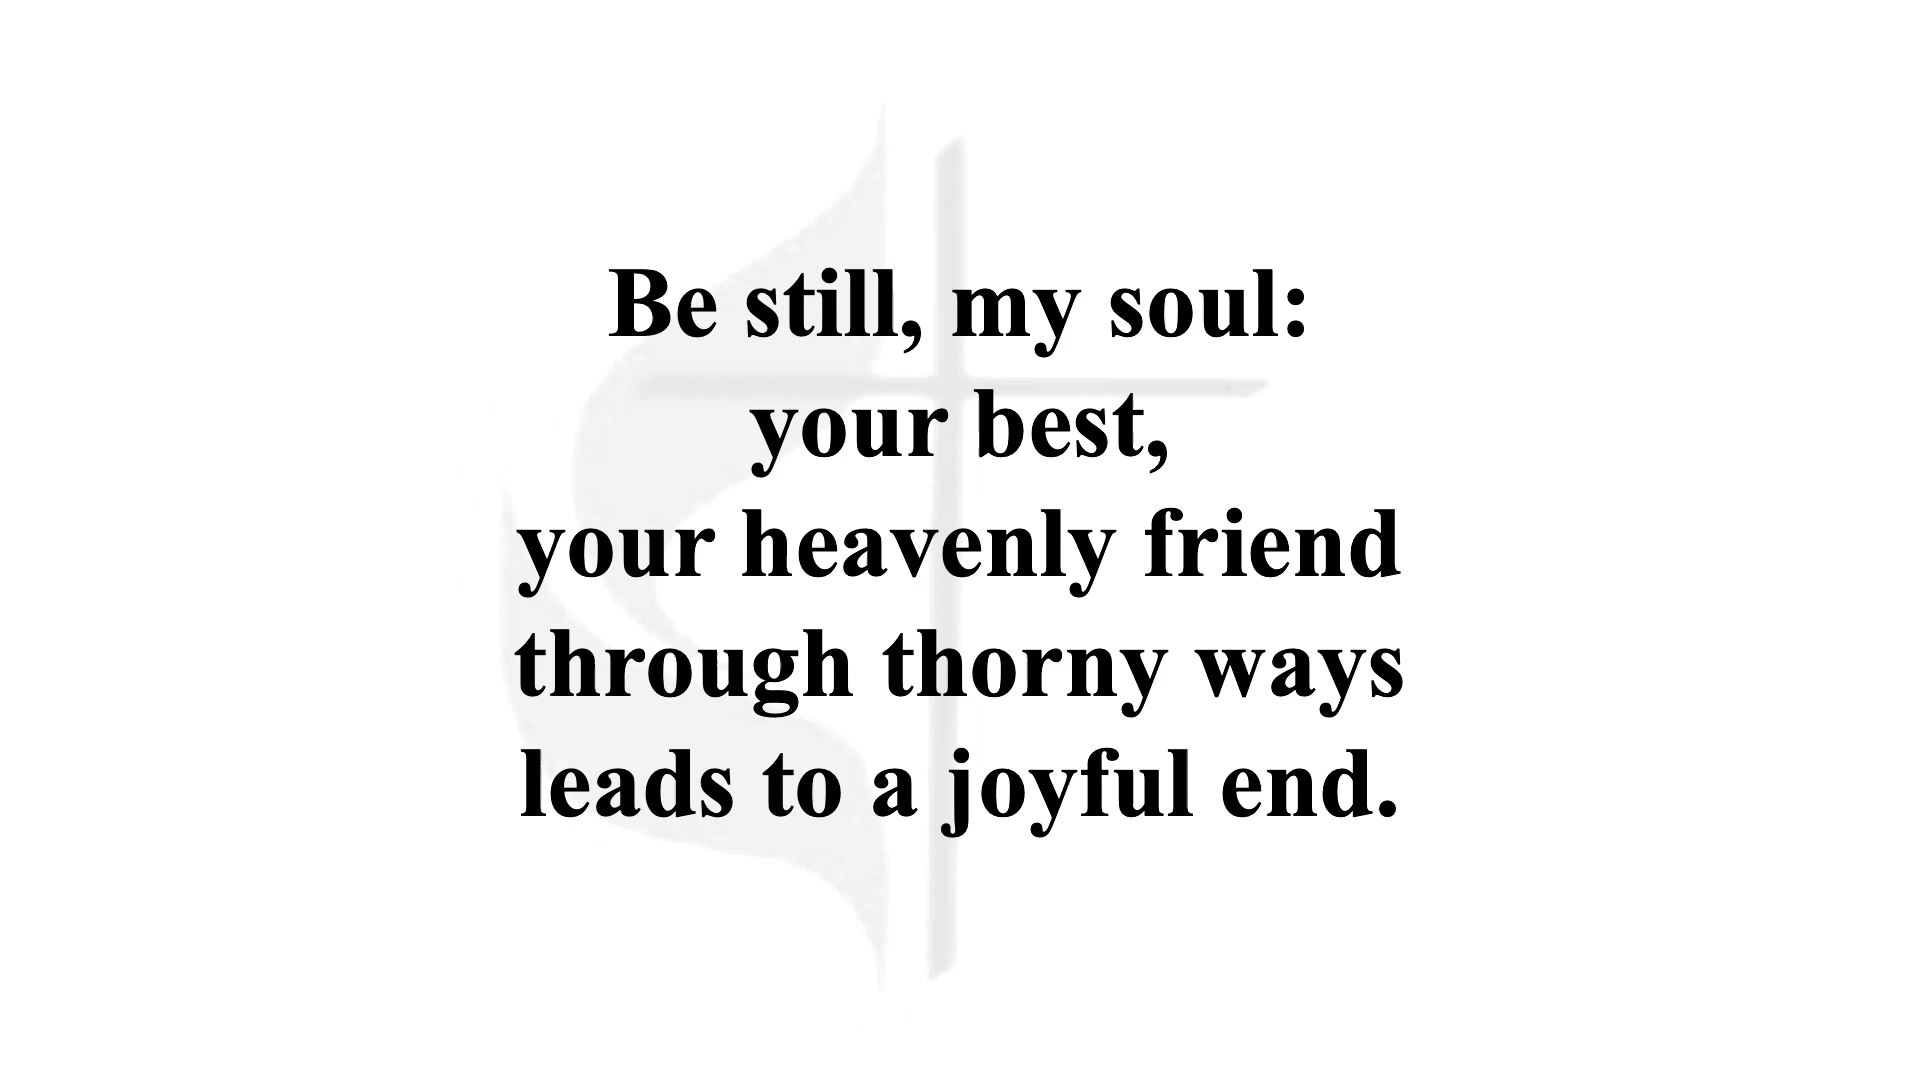 Be still, my soul:
your best,
your heavenly friend
through thorny ways
leads to a joyful end.